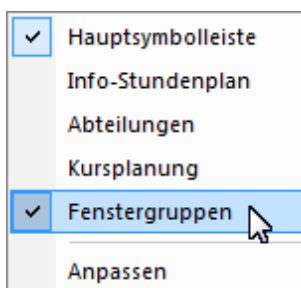 Hauptsymbolleiste
Info-Stundenplan
Abteilungen
Kursplanung
Fenstergruppen
Anpassen